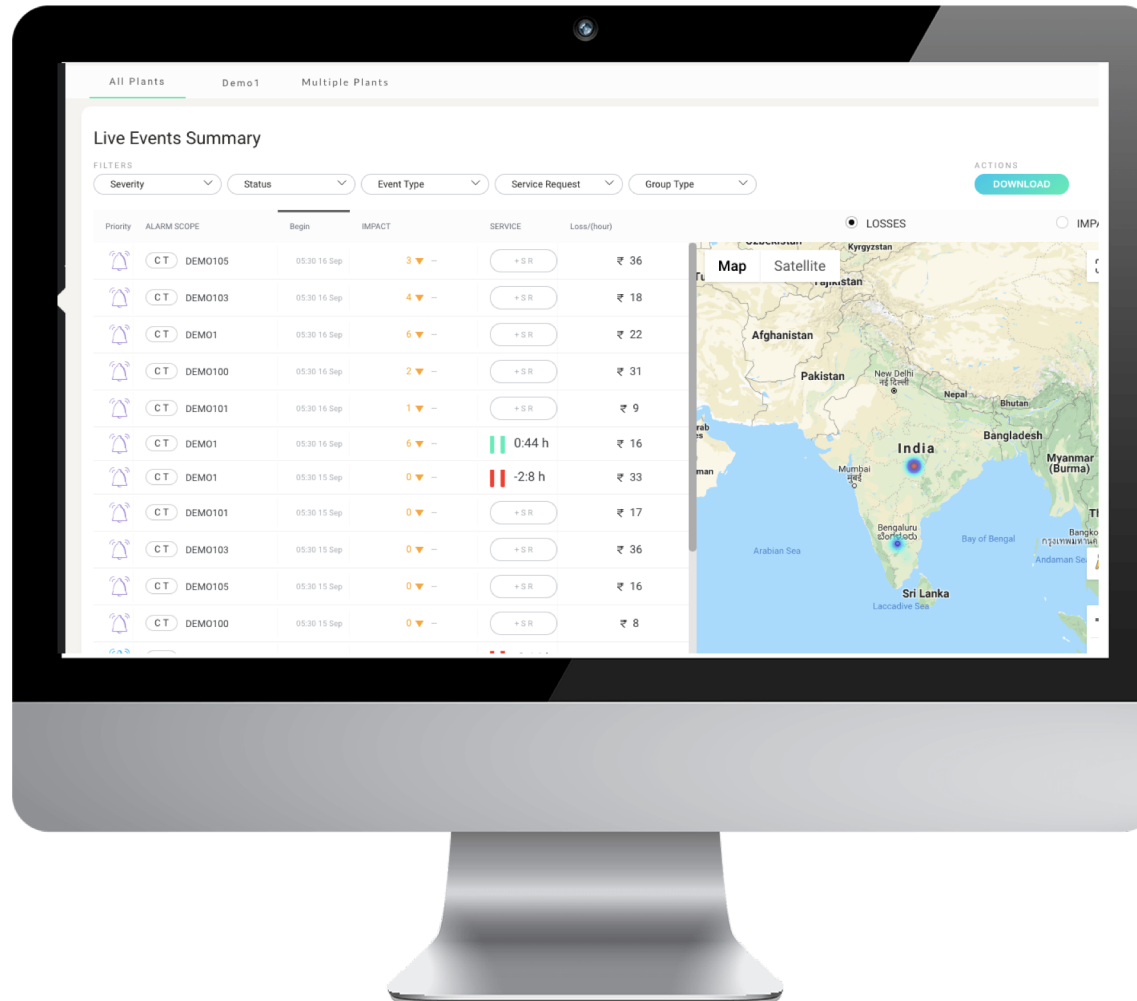 All Plants Demo1 Multiple Plants
Live Events Summary
FILTERS
ACTIONS
Severity Status Event Type Service Request Group Type
DOWNLOAD
Priority ALARM SCOPE Begin IMPACT SERVICE Loss/(hour)
LOSSES
CT DEMO105 05:30 16 Sep 3 ▼ -- + S R ₹ 36
CT DEMO103 05:30 16 Sep 4 ▼ -- + S R ₹ 18
CT DEMO1 05:30 16 Sep 6 ▼ -- + S R ₹ 22
CT DEMO100 05:30 16 Sep 2 ▼ -- + S R ₹ 31
CT DEMO101 05:30 16 Sep 1 ▼ -- + S R ₹ 9
CT DEMO1 05:30 16 Sep 6 ▼ -- 0:44 h ₹ 16
CT DEMO1 05:30 15 Sep 0 ▼ -- -2:8 h ₹ 33
CT DEMO101 05:30 15 Sep 0 ▼ -- + S R ₹ 17
CT DEMO103 05:30 15 Sep 0 ▼ -- + S R ₹ 36
CT DEMO105 05:30 15 Sep 0 ▼ -- + S R ₹ 16
CT DEMO100 05:30 15 Sep 0 ▼ -- + S R ₹ 8
Kyrgyzstan
Map Satellite
Afghanistan
Pakistan
New Delhi
नई दिल्ली
Nepal
Bhutan
Bangladesh
India
Myanmar
(Burma)
Mumbai
मुंबई
Bengaluru
ಬೆಂಗಳೂರು
Arabian Sea
Bay of Bengal
Sri Lanka
Laccadive Sea